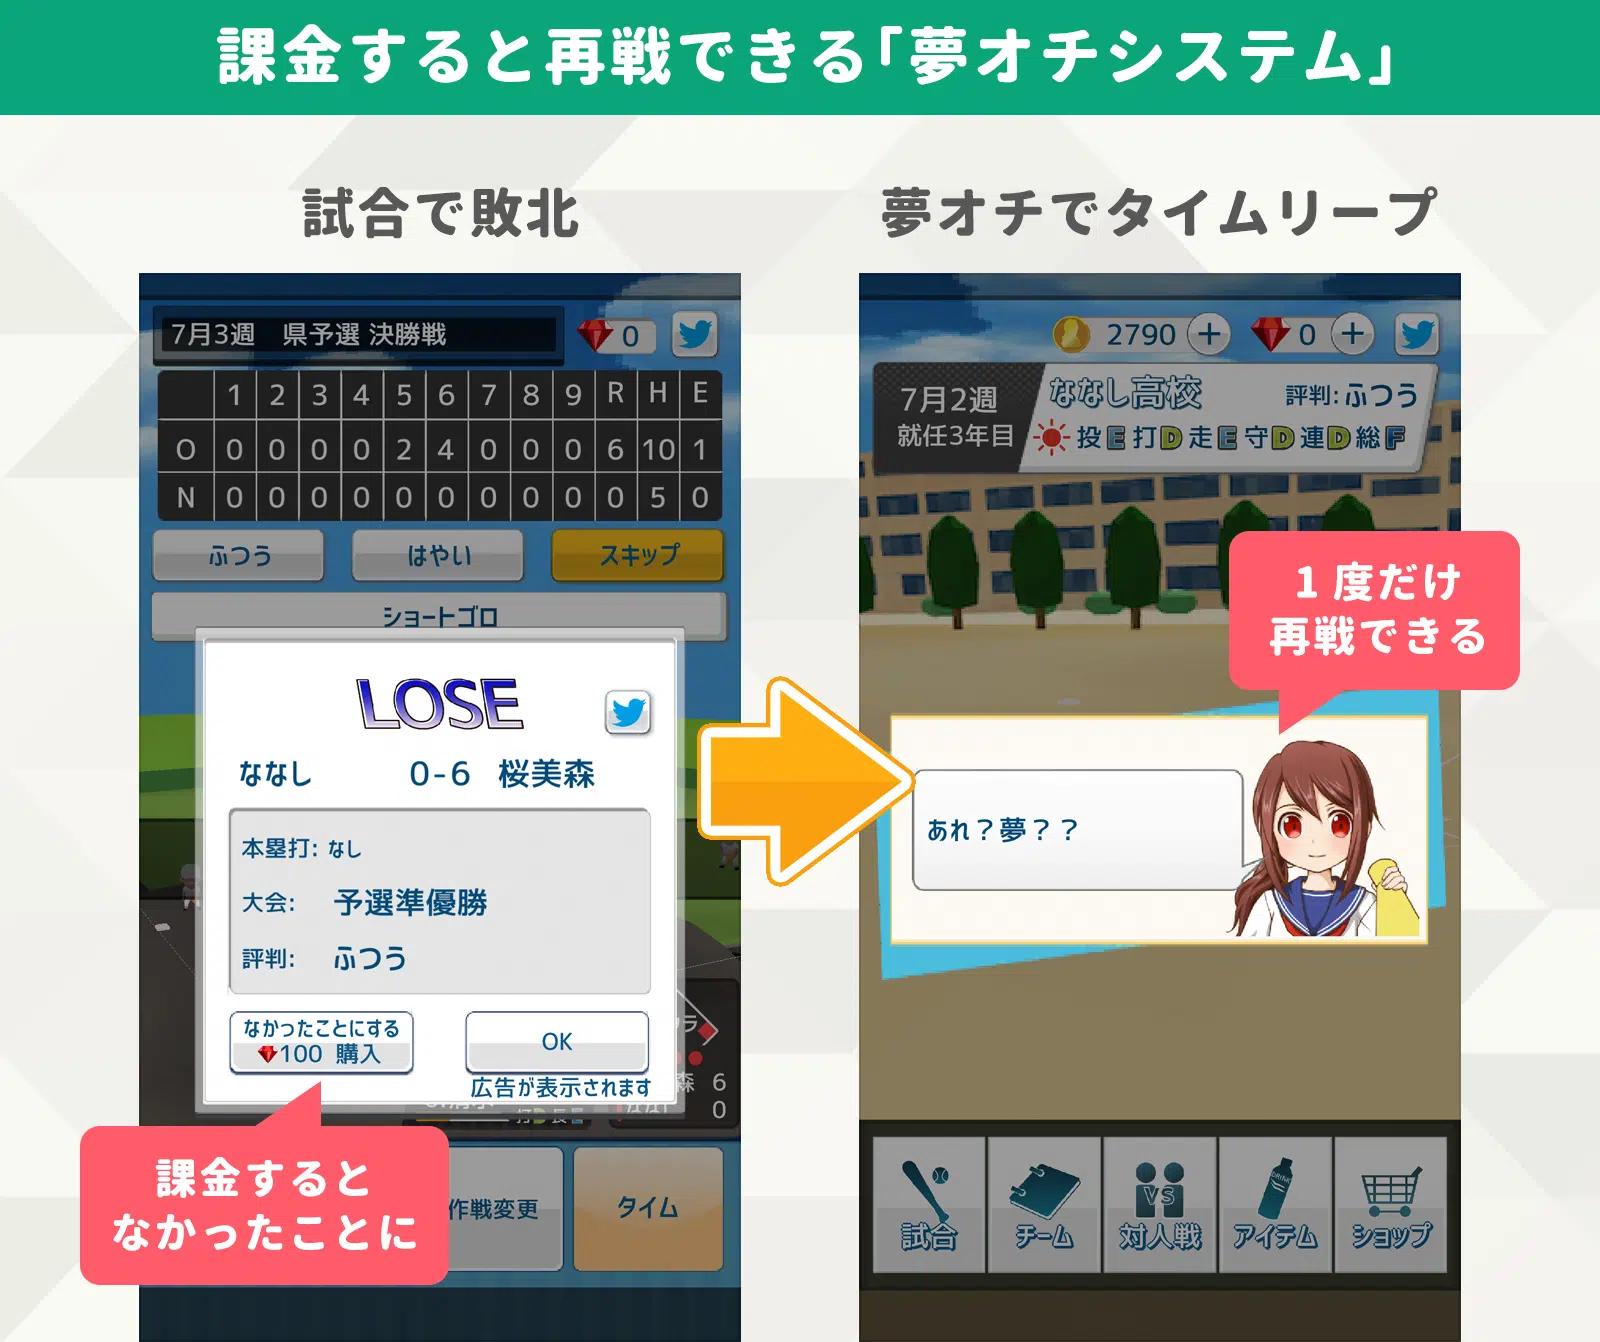 課金すると再戦できる「夢オチシステム」
試合で敗北
7月3週 県予選 決勝戦
0
1 2 3 4 5 6 7 8 9 R H E
O 0 0 0 0 2 4 0 0 0 6 10 1
N 0 0 0 0 0 0 0 0 0 0 5 0
ふつう
はやい
スキップ
ショートゴロ
LOSE
ななし 0-6 桜美森
本塁打: なし
大会: 予選準優勝
評判: ふつう
なかったことにする
100 購入
OK
広告が表示されます
森 6
0
作戦変更
タイム
課金すると
なかったことに
夢オチでタイムリープ
2790 +
0 +
7月2週
就任3年目
ななし高校
評判:ふつう
投E 打D 走E 守D 連D 総F
1度だけ
再戦できる
あれ？夢？？
試合
チーム
VS
対人戦
DRINK
アイテム
ショップ